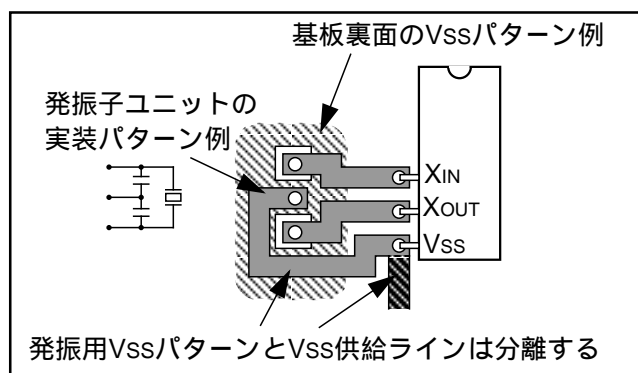 基板裏面のVssパターン例
発振子ユニットの
実装パターン例
XIN
XOUT
Vss
発振用VssパターンとVss供給ラインは分離する